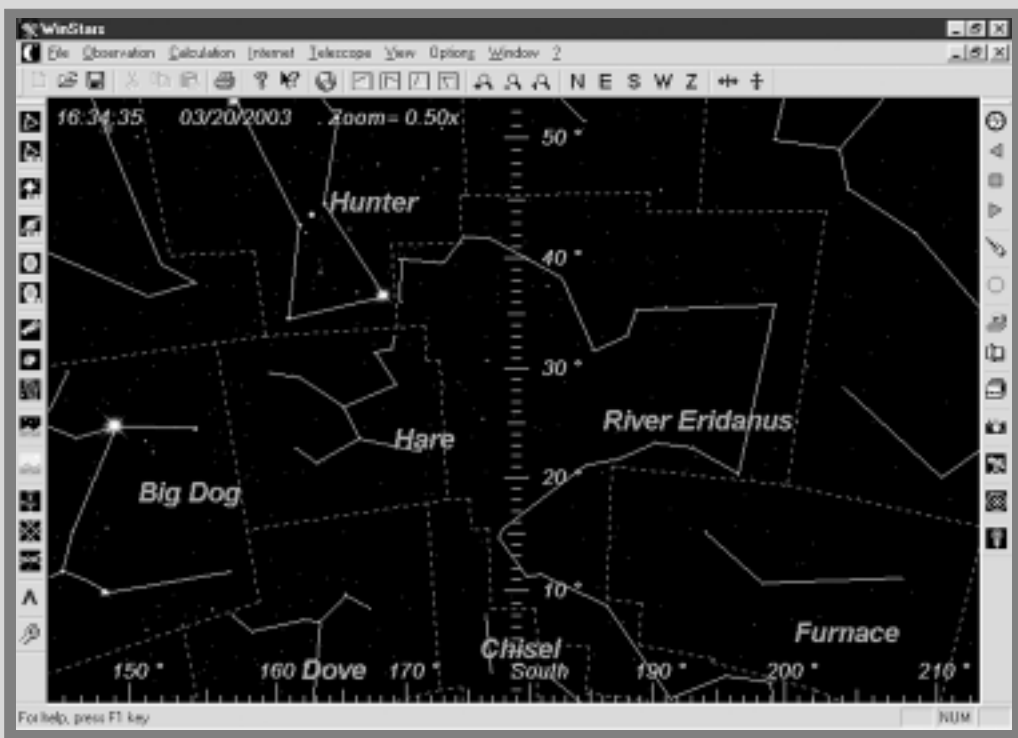 WinStars
File Observation Calculation Internet Telescope View Options Window ?
N E S W Z
16:34:35 03/20/2003 Zoom= 0.50x
50 °
Hunter
40 °
30 °
River Eridanus
Hare
20 °
Big Dog
10 °
Furnace
Chisel
150 ° 160 Dove 170 ° South 190 ° 200 ° 210 °
For help, press F1 key NUM